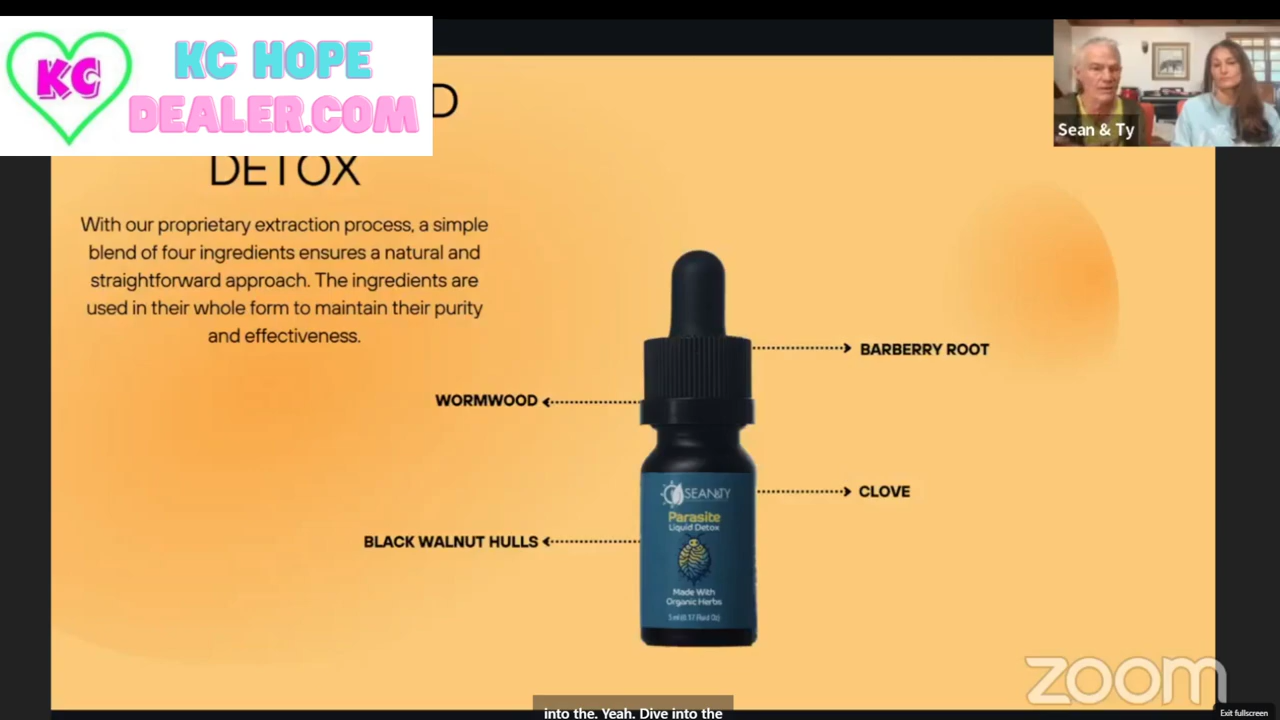 KC
KC HOPE
DEALER.COM
D
DETOX
With our proprietary extraction process, a simple
blend of four ingredients ensures a natural and
straightforward approach. The ingredients are
used in their whole form to maintain their purity
and effectiveness.
Sean & Ty
BARBERRY ROOT
WORMWOOD
CLOVE
BLACK WALNUT HULLS
SEAN&TY
Parasite
Liquid Detox
Made With
Organic Herbs
zoom
into the. Yeah. Dive into the
Exit fullscreen